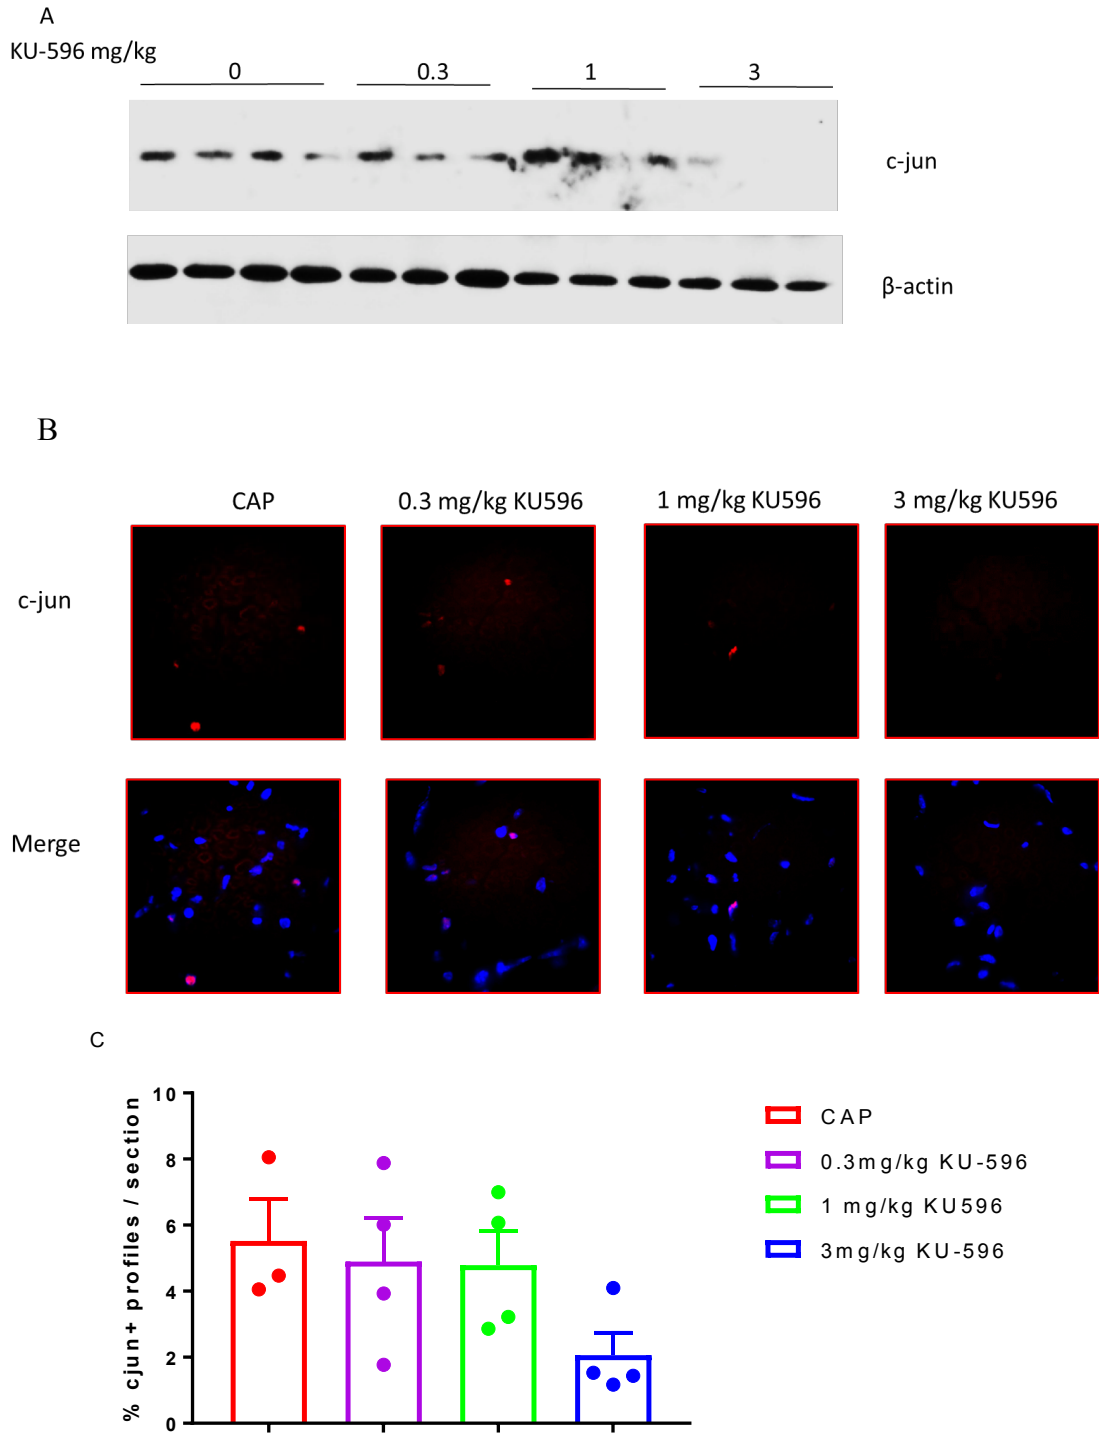 A
KU-596 mg/kg
0 0.3 1 3
c-jun
β-actin
B
CAP 0.3 mg/kg KU596 1 mg/kg KU596 3 mg/kg KU596
c-jun
Merge
C
% cjun+ profiles / section
10
8
6
4
2
0
CAP
0.3mg/kg KU-596
1 mg/kg KU596
3mg/kg KU-596